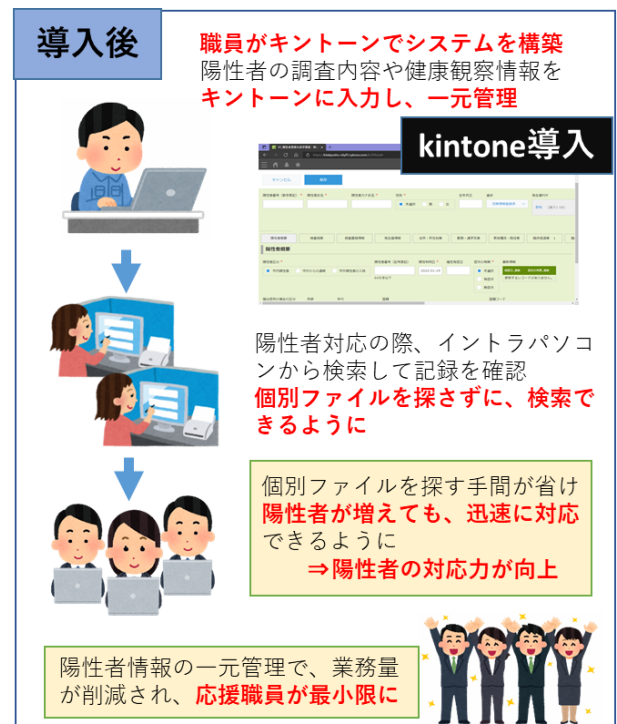 導入後
職員がキントーンでシステムを構築
陽性者の調査内容や健康観察情報を
キントーンに入力し、一元管理
kintone導入
陽性者対応の際、イントラパソコ
ンから検索して記録を確認
個別ファイルを探さずに、検索で
きるように
個別ファイルを探す手間が省け
陽性者が増えても、迅速に対応
できるように
⇒陽性者の対応力が向上
陽性者情報の一元管理で、業務量
が削減され、応援職員が最小限に